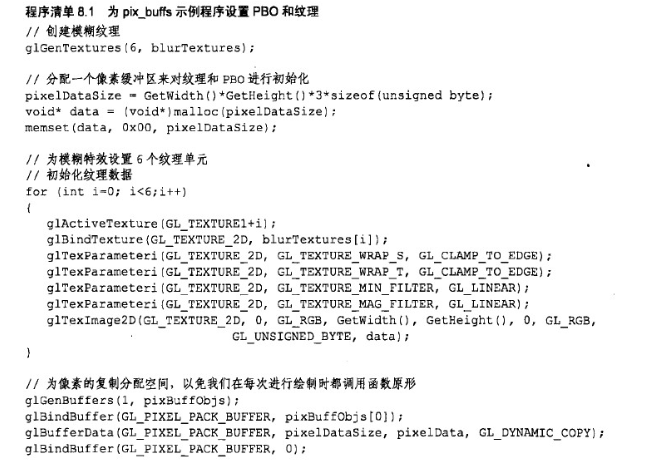 程序清单8.1 为 pix_buffs 示例程序设置 PBO 和纹理
// 创建模糊纹理
glGenTextures(6, blurTextures);
// 分配一个像素缓冲区来对纹理和 PBO 进行初始化
pixelDataSize = GetWidth()*GetHeight()*3*sizeof(unsigned byte);
void* data = (void*)malloc(pixelDataSize);
memset(data, 0x00, pixelDataSize);
// 为模糊特效设置 6 个纹理单元
// 初始化纹理数据
for (int i=0; i<6;i++)
{
glActiveTexture(GL_TEXTURE1+i);
glBindTexture(GL_TEXTURE_2D, blurTextures[i]);
glTexParameteri(GL_TEXTURE_2D, GL_TEXTURE_WRAP_S, GL_CLAMP_TO_EDGE);
glTexParameteri(GL_TEXTURE_2D, GL_TEXTURE_WRAP_T, GL_CLAMP_TO_EDGE);
glTexParameteri(GL_TEXTURE_2D, GL_TEXTURE_MIN_FILTER, GL_LINEAR);
glTexParameteri(GL_TEXTURE_2D, GL_TEXTURE_MAG_FILTER, GL_LINEAR);
glTexImage2D(GL_TEXTURE_2D, 0, GL_RGB, GetWidth(), GetHeight(), 0, GL_RGB,
GL_UNSIGNED_BYTE, data);
}
// 为像素的复制分配空间，以免我们在每次进行绘制时都调用函数原形
glGenBuffers(1, pixBuffObjs);
glBindBuffer(GL_PIXEL_PACK_BUFFER, pixBuffObjs[0]);
glBufferData(GL_PIXEL_PACK_BUFFER, pixelDataSize, pixelData, GL_DYNAMIC_COPY);
glBindBuffer(GL_PIXEL_PACK_BUFFER, 0);